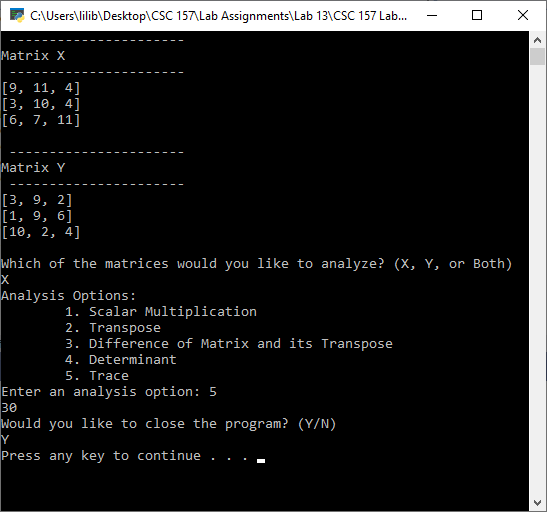 C:\Users\lilib\Desktop\CSC 157\Lab Assignments\Lab 13\CSC 157 Lab...
----------------------
Matrix X
----------------------
[9, 11, 4]
[3, 10, 4]
[6, 7, 11]
----------------------
Matrix Y
----------------------
[3, 9, 2]
[1, 9, 6]
[10, 2, 4]
Which of the matrices would you like to analyze? (X, Y, or Both)
X
Analysis Options:
1. Scalar Multiplication
2. Transpose
3. Difference of Matrix and its Transpose
4. Determinant
5. Trace
Enter an analysis option: 5
30
Would you like to close the program? (Y/N)
Y
Press any key to continue . . .